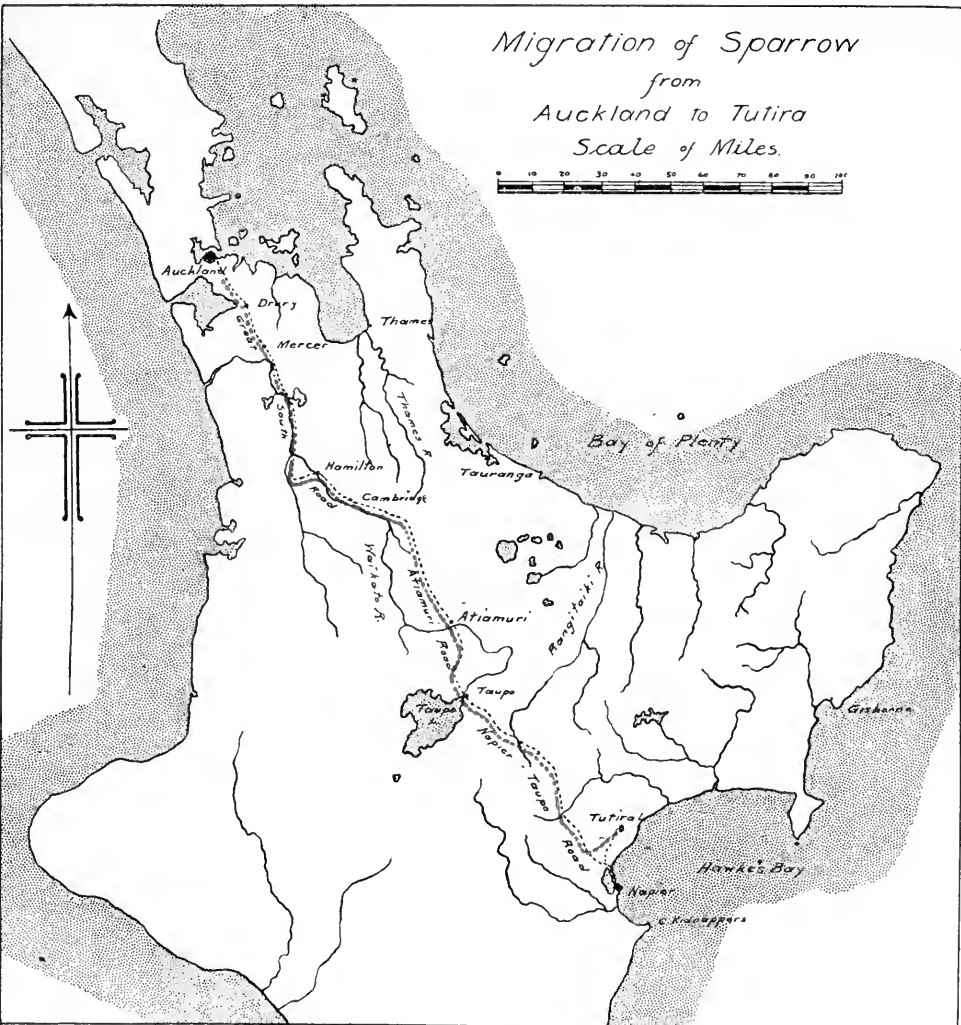 Migration of Sparrow
from
Auckland to Tutira
Scale of Miles.
0 10 20 30 40 50 60 70 80 90 100
Auckland
Drury
Great
Mercer
Thames
South
Thames R.
Bay of Plenty
Hamilton
Tauranga
Road
Cambridge
Waikato R.
Atiamuri
Rangitaiki R.
Atiamuri
Road
Taupo
Taupo
L.
Gisborne
Napier
Taupo
Tutira L
Road
Hawke's Bay
Napier
C. Kidnappers